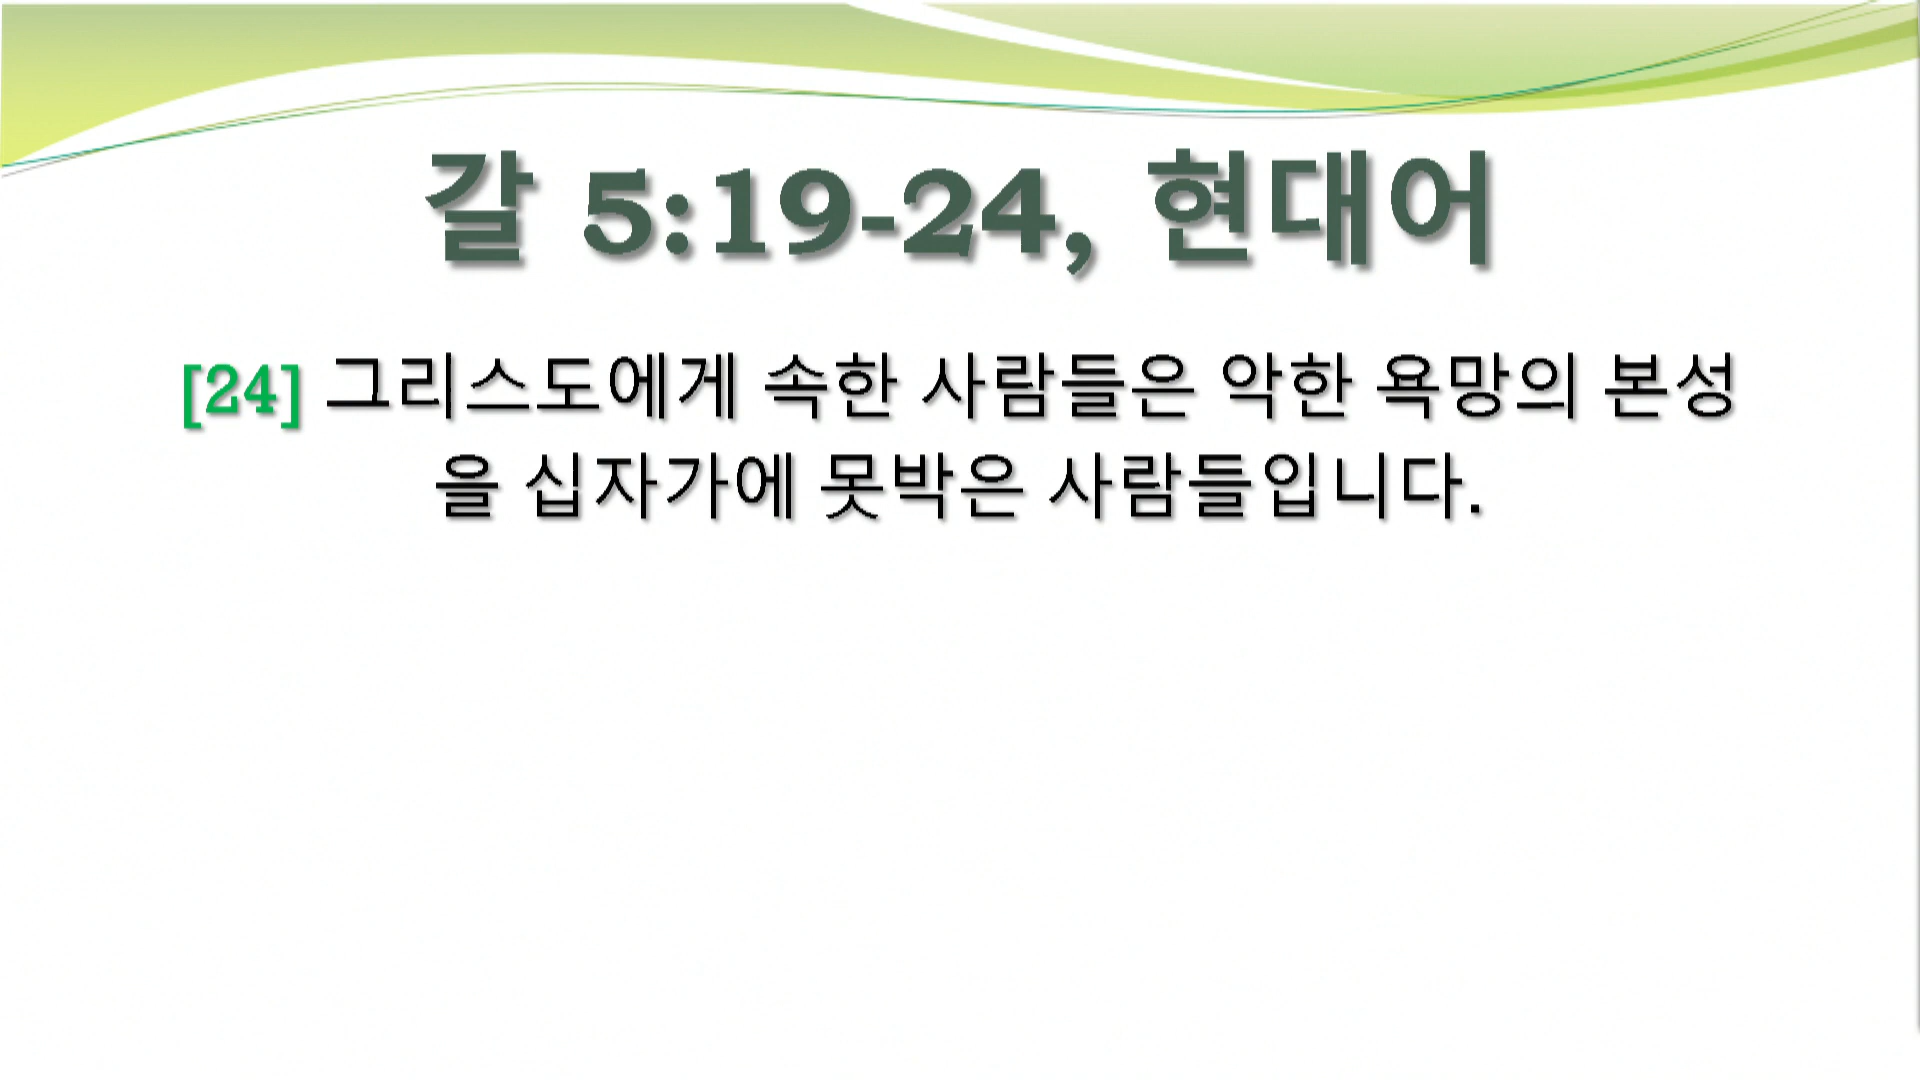 갈 5:19-24, 현대어
[24] 그리스도에게 속한 사람들은 악한 욕망의 본성
을 십자가에 못박은 사람들입니다.